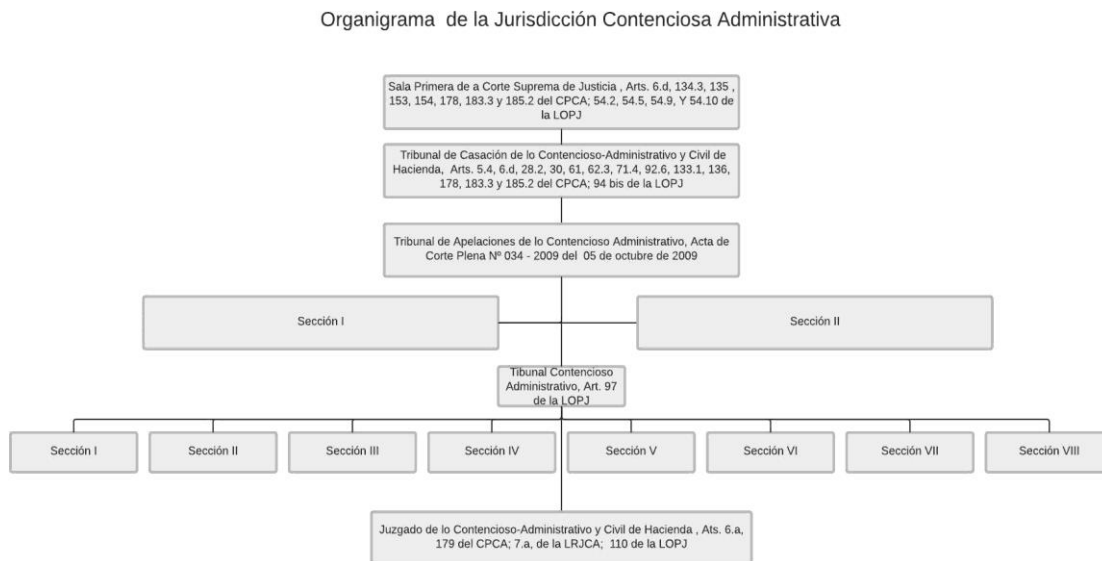 Organigrama de la Jurisdicción Contenciosa Administrativa
Sala Primera de a Corte Suprema de Justicia , Arts. 6.d, 134.3, 135 ,
153, 154, 178, 183.3 y 185.2 del CPCA; 54.2, 54.5, 54.9, Y 54.10 de
la LOPJ
Tribunal de Casación de lo Contencioso-Administrativo y Civil de
Hacienda, Arts. 5.4, 6.d, 28.2, 30, 61, 62.3, 71.4, 92.6, 133.1, 136,
178, 183.3 y 185.2 del CPCA; 94 bis de la LOPJ
Tribunal de Apelaciones de lo Contencioso Administrativo, Acta de
Corte Plena Nº 034 - 2009 del 05 de octubre de 2009
Sección I
Sección II
Tibunal Contencioso
Administrativo, Art. 97
de la LOPJ
Sección I
Sección II
Sección III
Sección IV
Sección V
Sección VI
Sección VII
Sección VIII
Juzgado de lo Contencioso-Administrativo y Civil de Hacienda , Ats. 6.a,
179 del CPCA; 7.a, de la LRJCA; 110 de la LOPJ